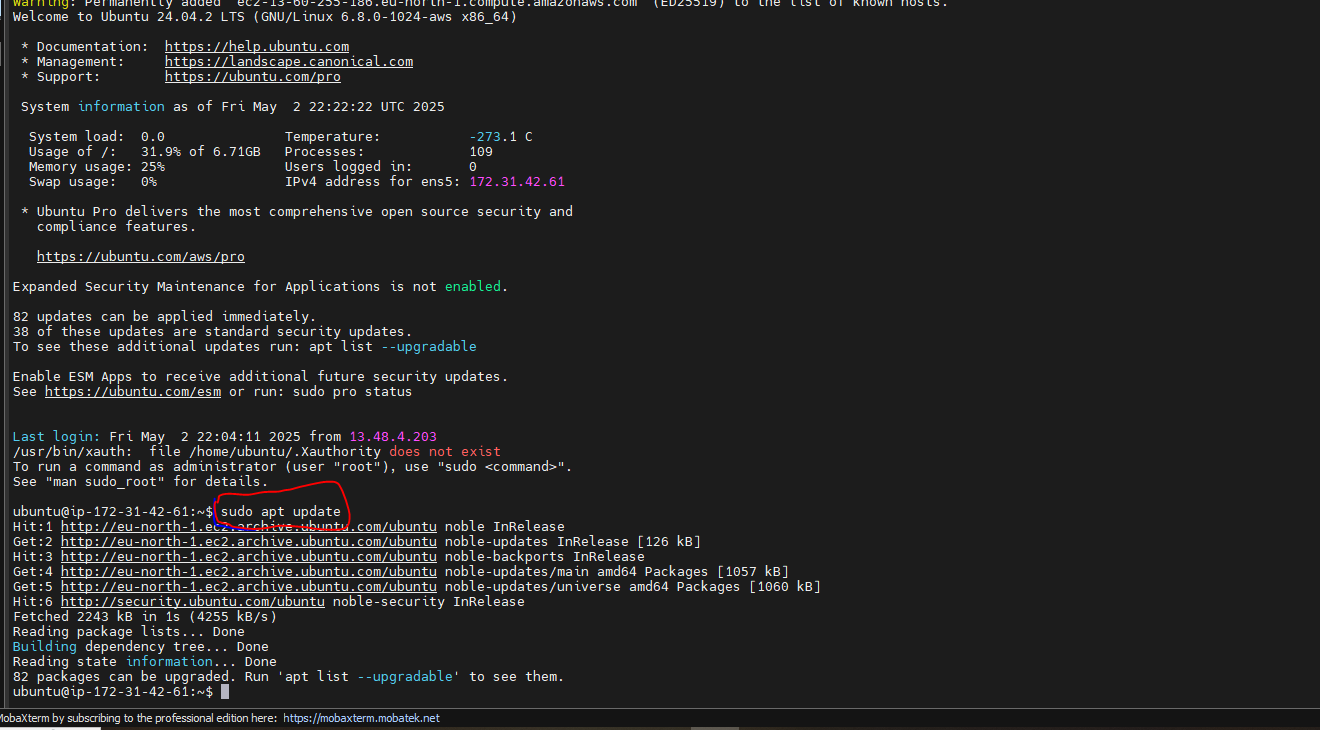 Warning: Permanently added 'ec2-13-60-255-186.eu-north-1.compute.amazonaws.com' (ED25519) to the list of known hosts.
Welcome to Ubuntu 24.04.2 LTS (GNU/Linux 6.8.0-1024-aws x86_64)
* Documentation: https://help.ubuntu.com
* Management: https://landscape.canonical.com
* Support: https://ubuntu.com/pro
System information as of Fri May 2 22:22:22 UTC 2025
System load: 0.0 Temperature: -273.1 C
Usage of /: 31.9% of 6.71GB Processes: 109
Memory usage: 25% Users logged in: 0
Swap usage: 0% IPv4 address for ens5: 172.31.42.61
* Ubuntu Pro delivers the most comprehensive open source security and
compliance features.
https://ubuntu.com/aws/pro
Expanded Security Maintenance for Applications is not enabled.
82 updates can be applied immediately.
38 of these updates are standard security updates.
To see these additional updates run: apt list --upgradable
Enable ESM Apps to receive additional future security updates.
See https://ubuntu.com/esm or run: sudo pro status
Last login: Fri May 2 22:04:11 2025 from 13.48.4.203
/usr/bin/xauth: file /home/ubuntu/.Xauthority does not exist
To run a command as administrator (user "root"), use "sudo <command>".
See "man sudo_root" for details.
ubuntu@ip-172-31-42-61:~$ sudo apt update
Hit:1 http://eu-north-1.ec2.archive.ubuntu.com/ubuntu noble InRelease
Get:2 http://eu-north-1.ec2.archive.ubuntu.com/ubuntu noble-updates InRelease [126 kB]
Hit:3 http://eu-north-1.ec2.archive.ubuntu.com/ubuntu noble-backports InRelease
Get:4 http://eu-north-1.ec2.archive.ubuntu.com/ubuntu noble-updates/main amd64 Packages [1057 kB]
Get:5 http://eu-north-1.ec2.archive.ubuntu.com/ubuntu noble-updates/universe amd64 Packages [1060 kB]
Hit:6 http://security.ubuntu.com/ubuntu noble-security InRelease
Fetched 2243 kB in 1s (4255 kB/s)
Reading package lists... Done
Building dependency tree... Done
Reading state information... Done
82 packages can be upgraded. Run 'apt list --upgradable' to see them.
ubuntu@ip-172-31-42-61:~$
MobaXterm by subscribing to the professional edition here: https://mobaxterm.mobatek.net